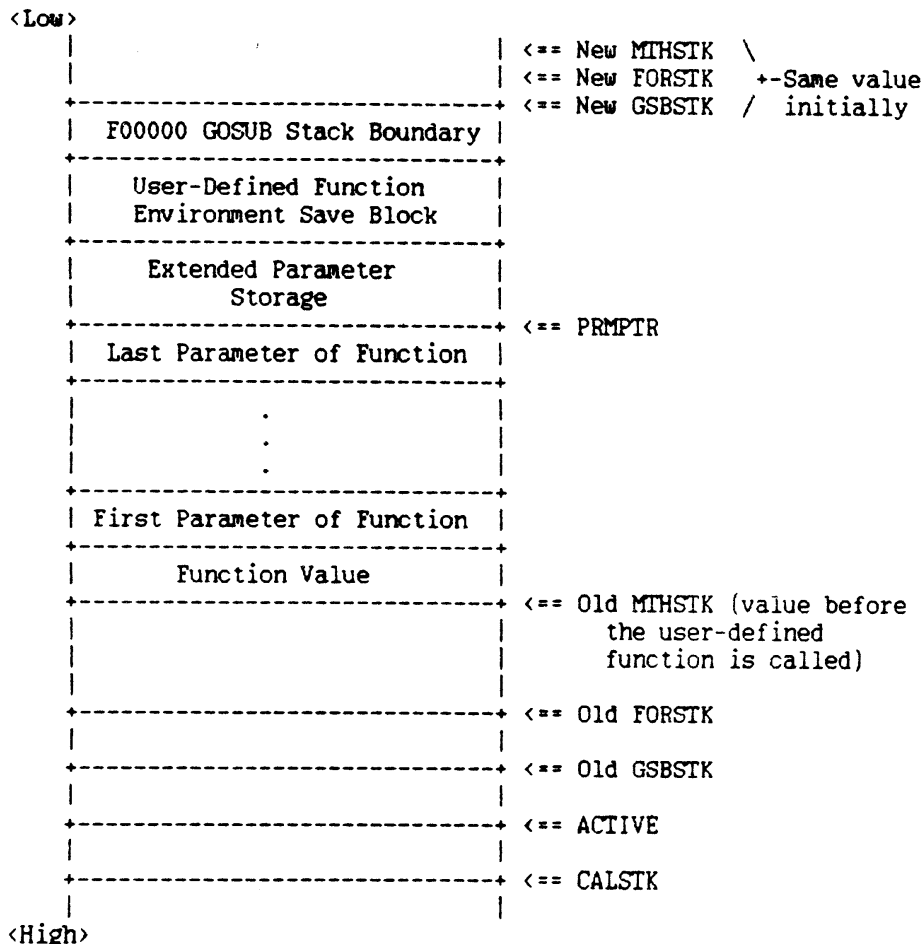 <Low>
| | <== New MTHSTK \
| | <== New FORSTK +-Same value
+-------------------------------+ <== New GSBSTK / initially
| F00000 GOSUB Stack Boundary |
+-------------------------------+
| User-Defined Function |
| Environment Save Block |
+-------------------------------+
| Extended Parameter |
| Storage |
+-------------------------------+ <== PRMPTR
| Last Parameter of Function |
+-------------------------------+
| . |
| . |
| . |
+-------------------------------+
| First Parameter of Function |
+-------------------------------+
| Function Value |
+-------------------------------+ <== Old MTHSTK (value before
| | the user-defined
| | function is called)
| |
+-------------------------------+ <== Old FORSTK
| |
+-------------------------------+ <== Old GSBSTK
| |
+-------------------------------+ <== ACTIVE
| |
+-------------------------------+ <== CALSTK
| |
<High>